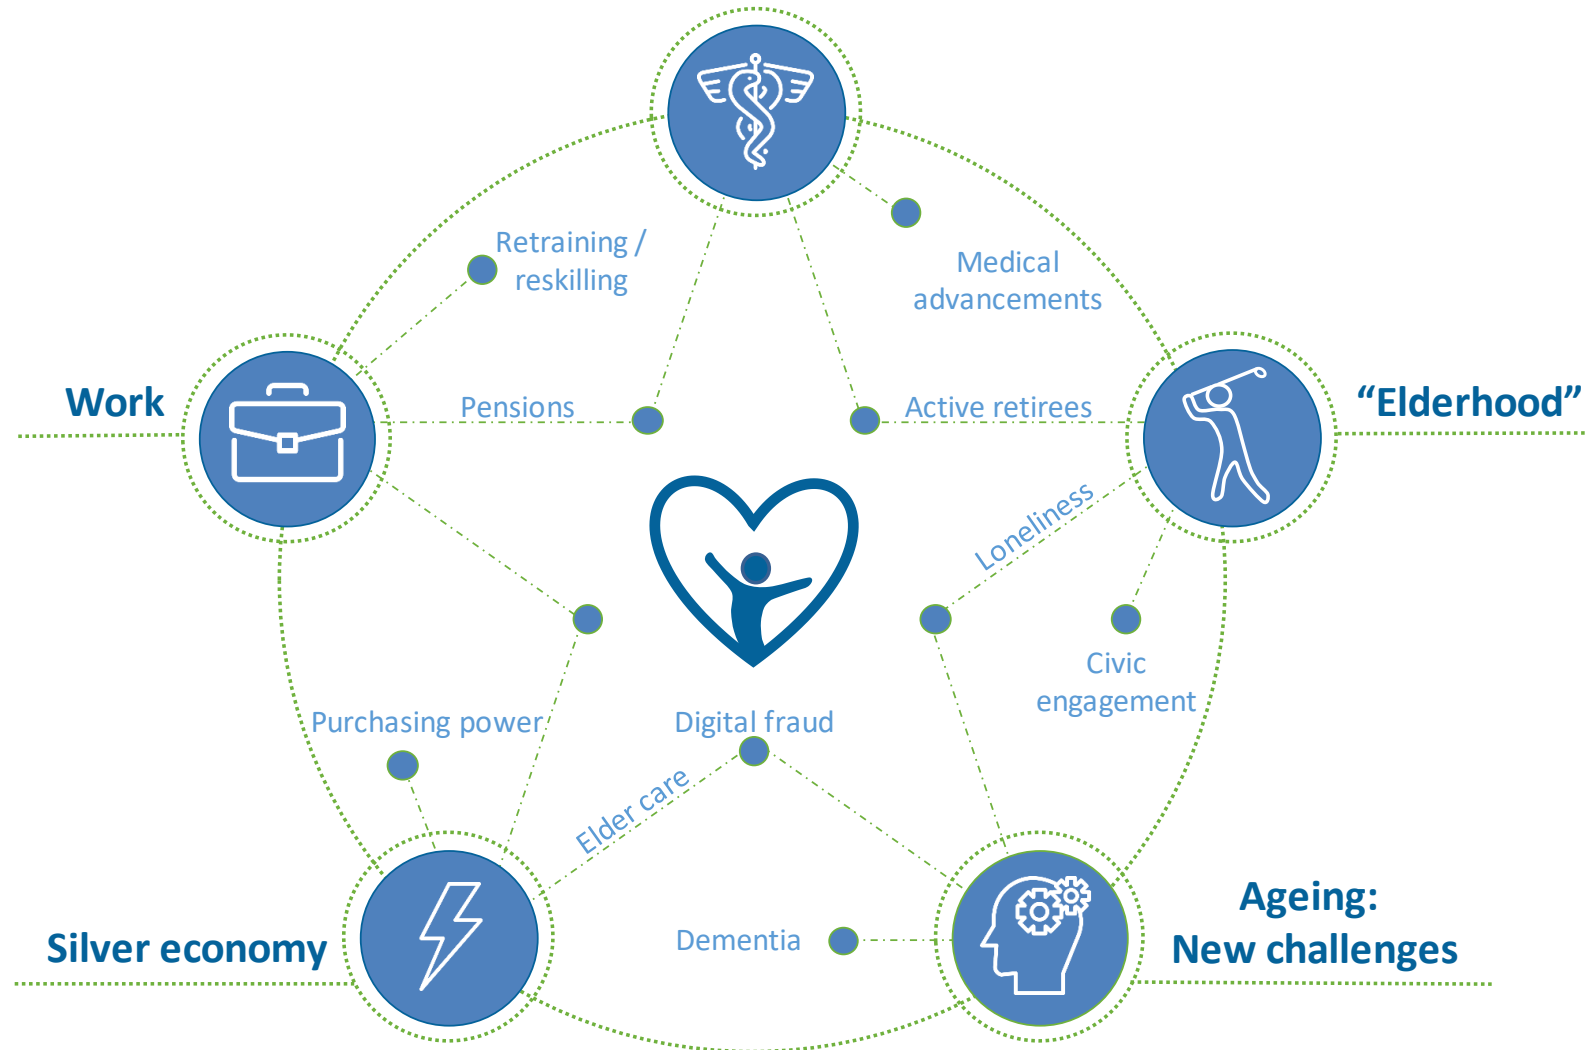 Retraining /
reskilling
Medical
advancements
Work
Pensions
Active retirees
“Elderhood”
Loneliness
Civic
engagement
Purchasing power
Digital fraud
Elder care
Silver economy
Dementia
Ageing:
New challenges